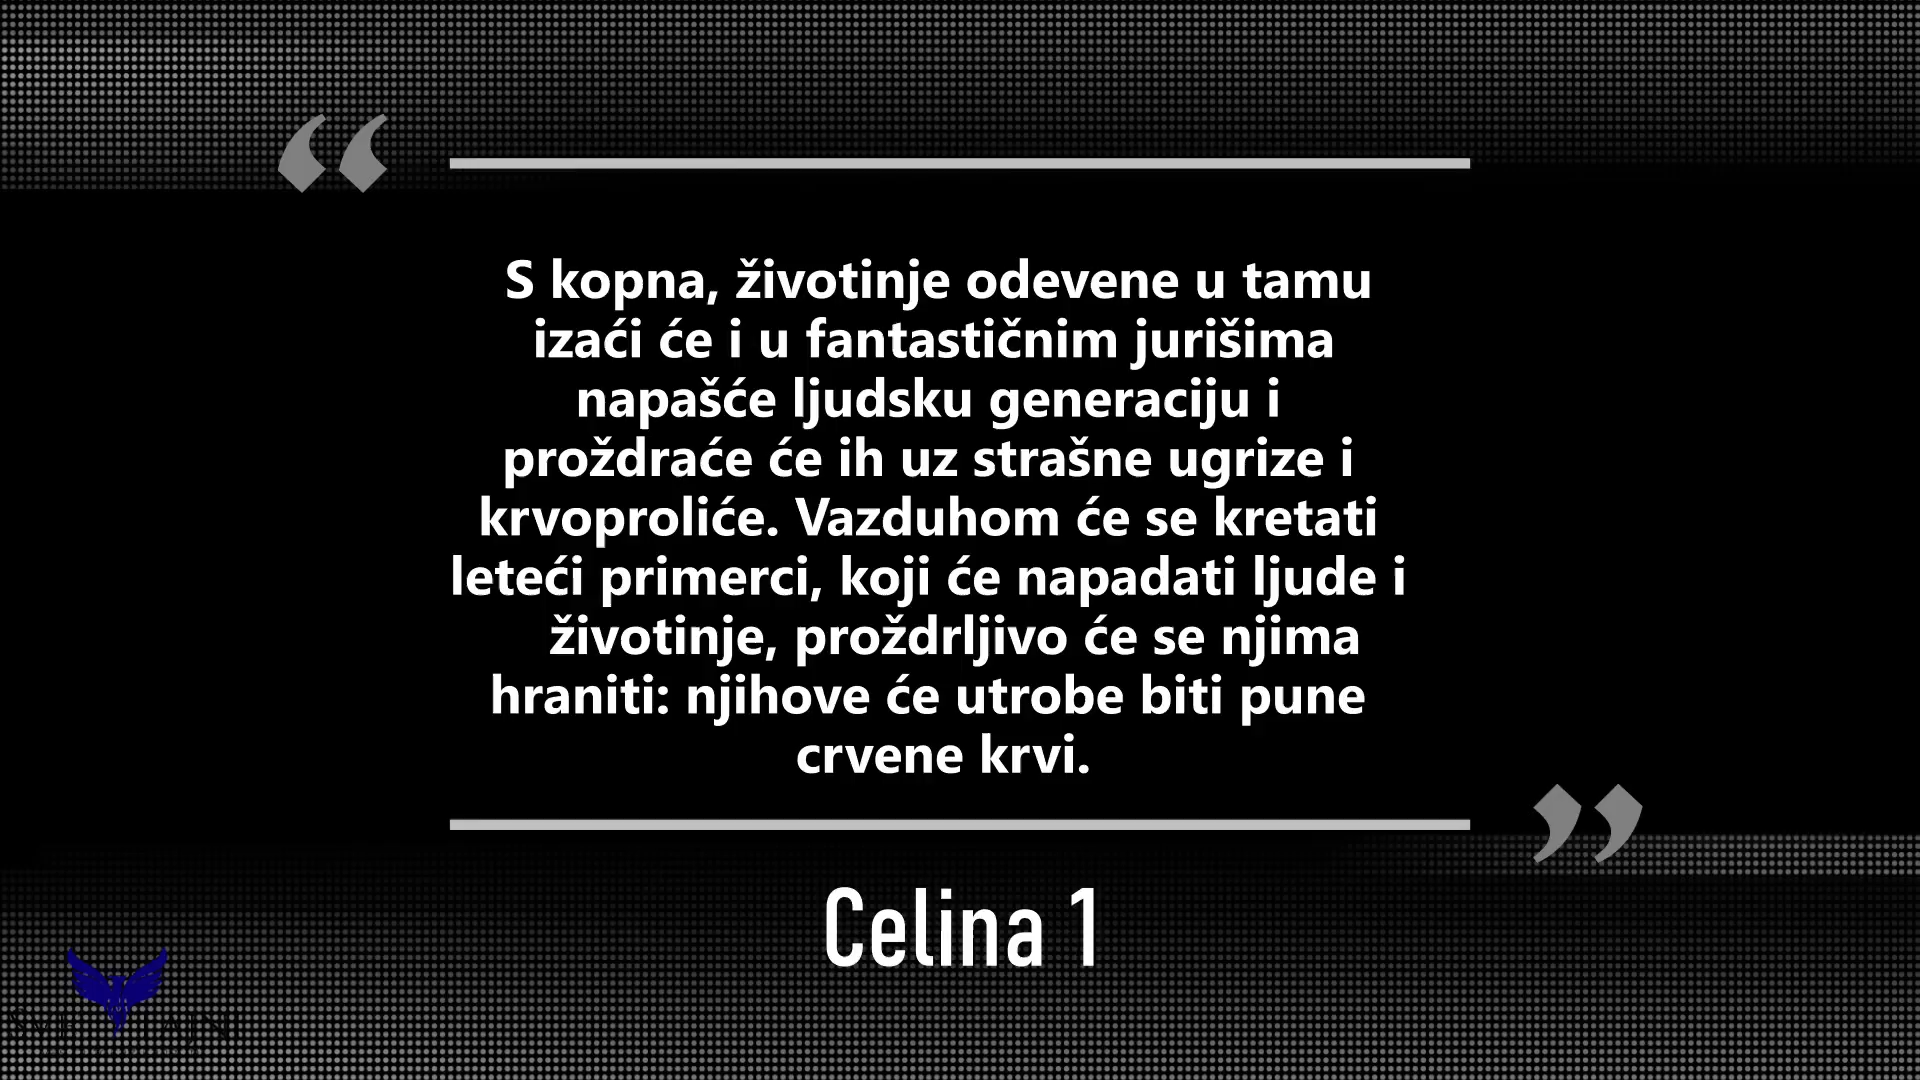 “
S kopna, životinje odevene u tamu
izaći će i u fantastičnim jurišima
napašće ljudsku generaciju i
proždraće će ih uz strašne ugrize i
krvoproliće. Vazduhom će se kretati
leteći primerci, koji će napadati ljude i
životinje, proždrljivo će se njima
hraniti: njihove će utrobe biti pune
crvene krvi.
”
Celina 1